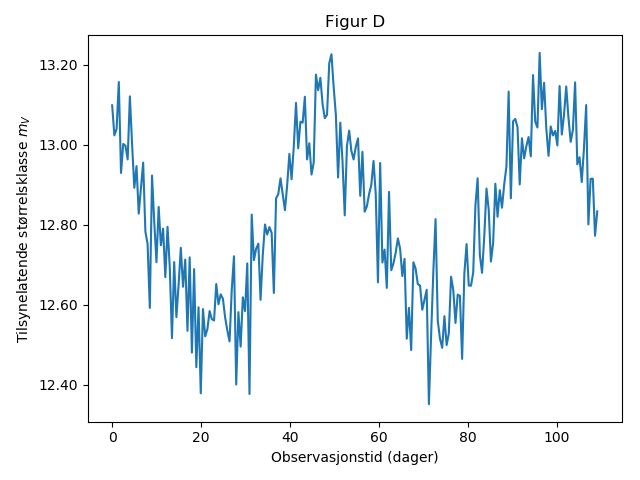 Figur D
Tilsynelatende størrelsklasse m_V
13.20
13.00
12.80
12.60
12.40
0 20 40 60 80 100
Observasjonstid (dager)